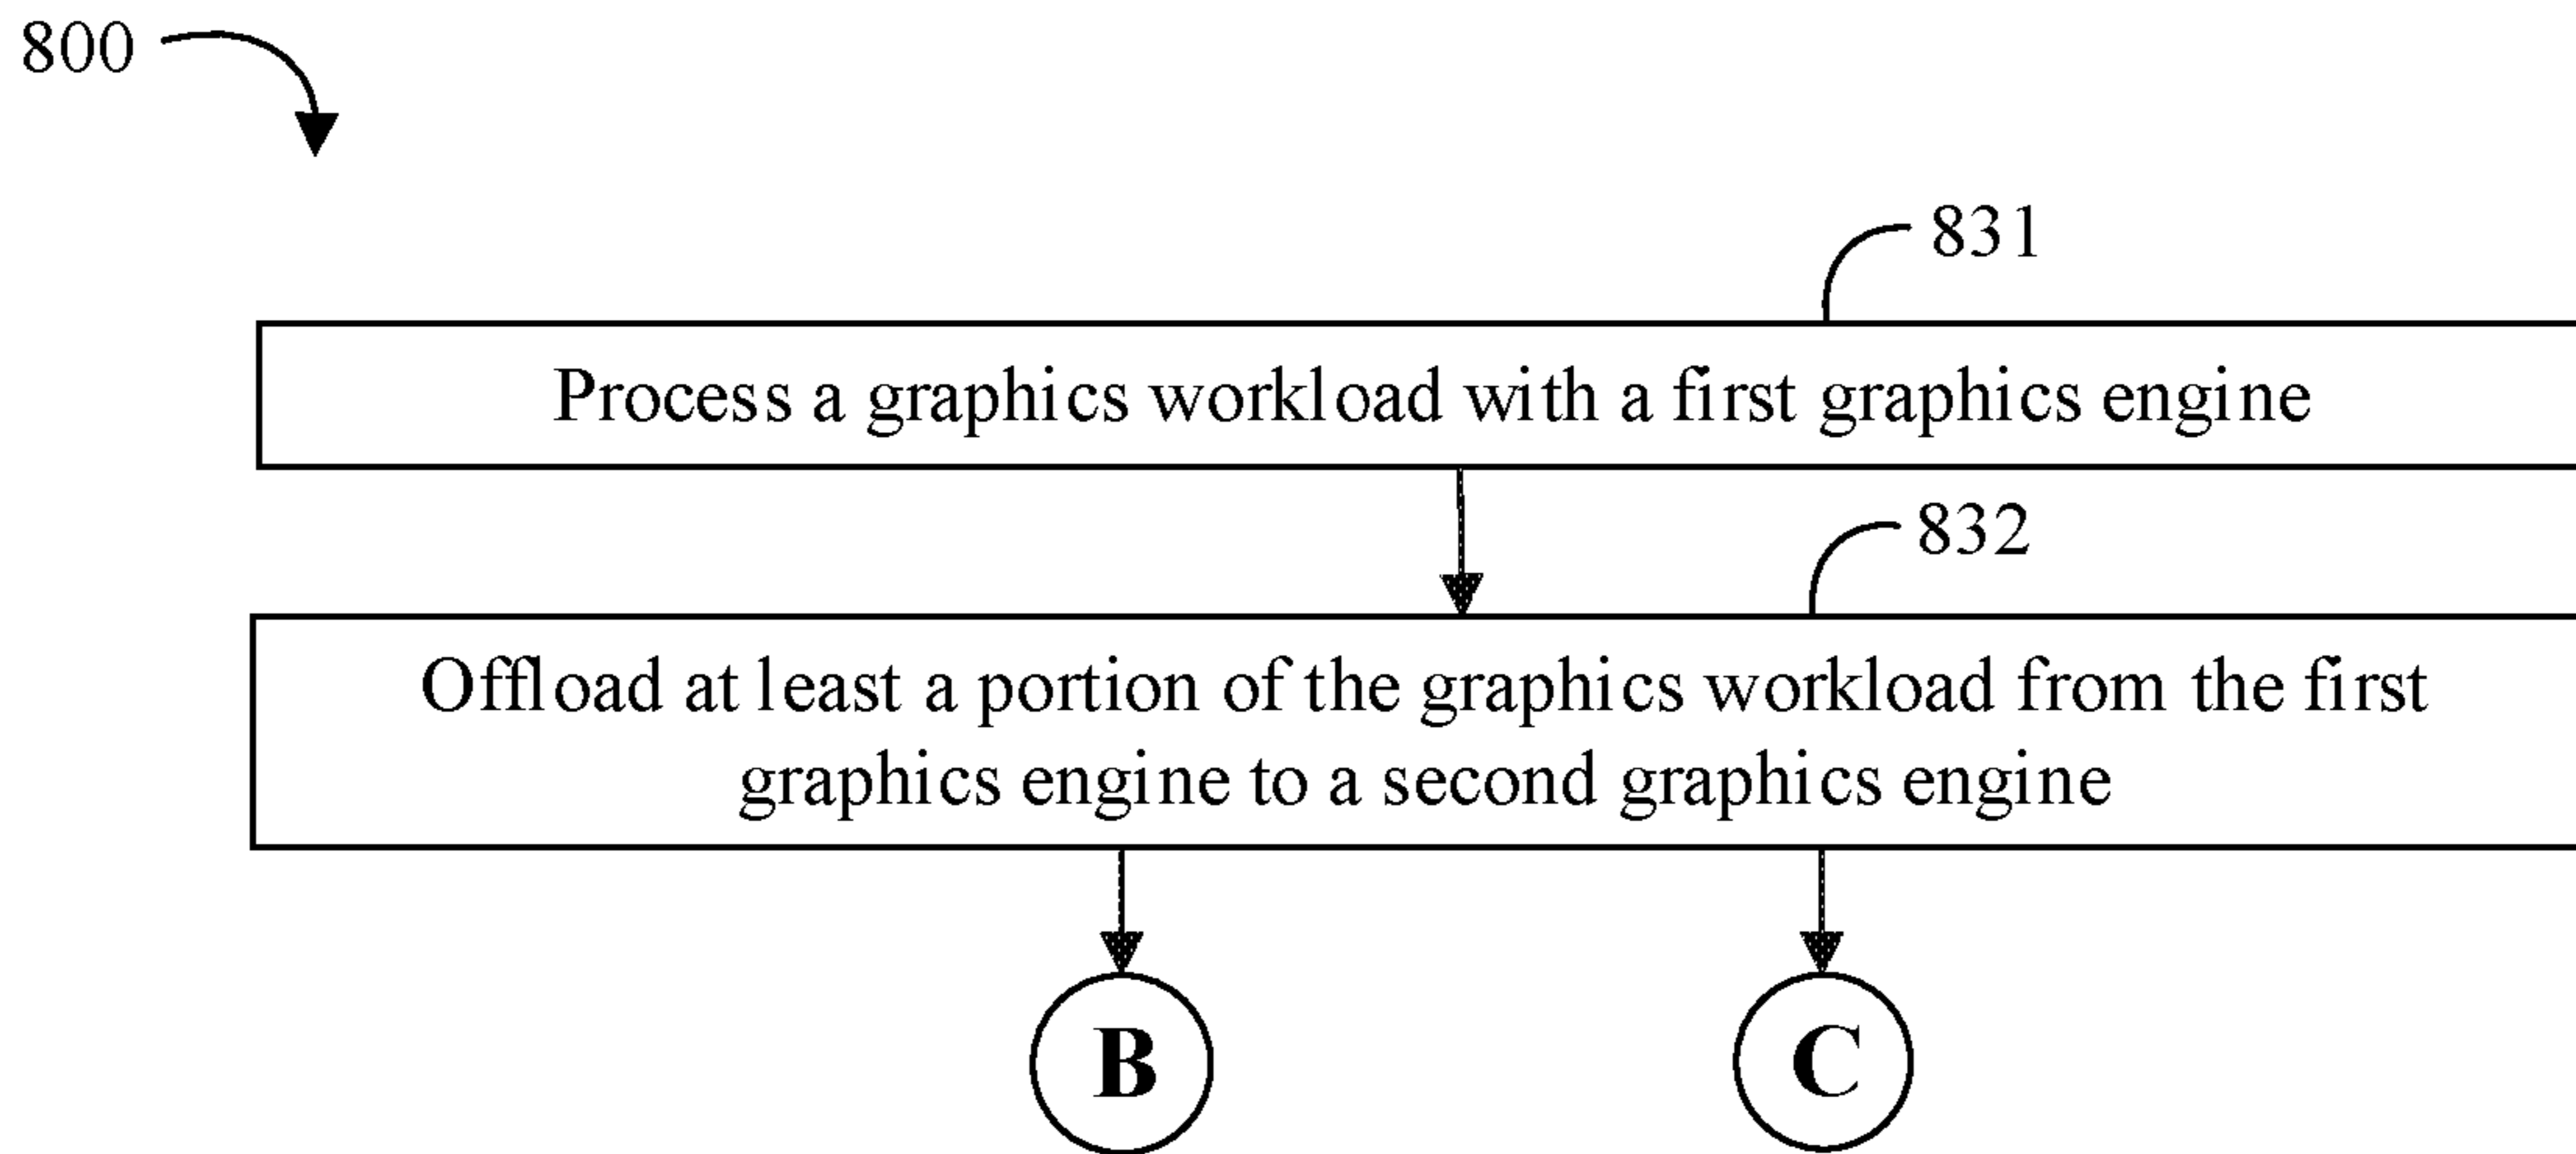 800
831
Process a graphics workload with a first graphics engine
832
Offload at least a portion of the graphics workload from the first
graphics engine to a second graphics engine
B
C